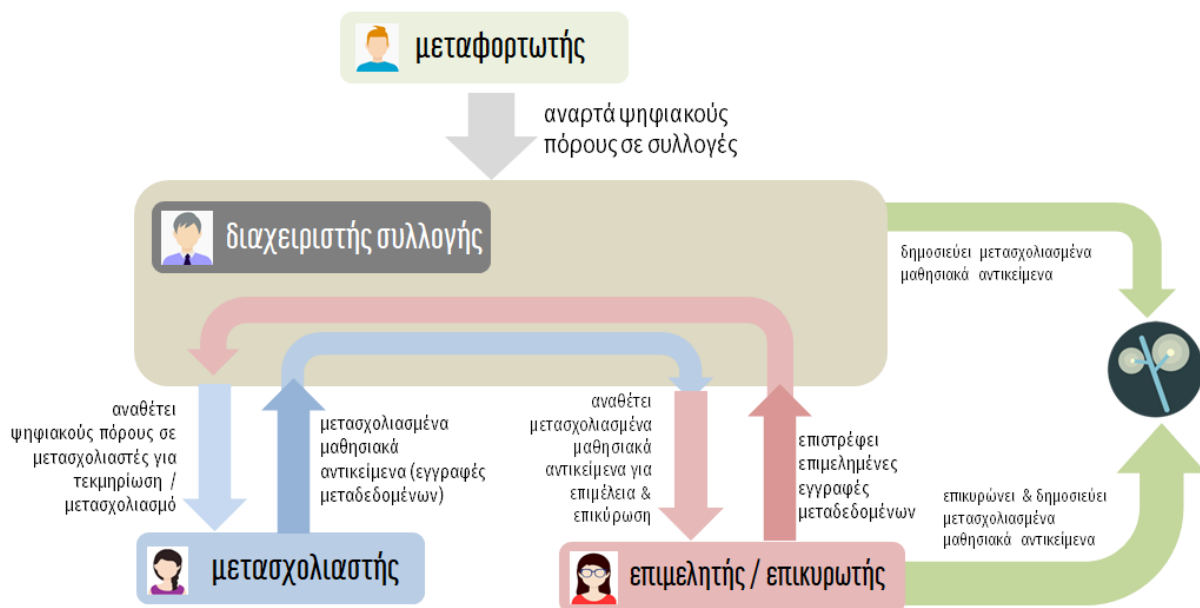 μεταφορτωτής
αναρτά ψηφιακούς
πόρους σε συλλογές
διαχειριστής συλλογής
δημοσιεύει μετασχολιασμένα
μαθησιακά αντικείμενα
αναθέτει
ψηφιακούς πόρους σε
μετασχολιαστές για
τεκμηρίωση /
μετασχολιασμό
μετασχολιασμένα
μαθησιακά
αντικείμενα (εγγραφές
μεταδεδομένων)
αναθέτει
μετασχολιασμένα
μαθησιακά
αντικείμενα για
επιμέλεια &
επικύρωση
επιστρέφει
επιμελημένες
εγγραφές
μεταδεδομένων
επικυρώνει & δημοσιεύει
μετασχολιασμένα
μαθησιακά αντικείμενα
μετασχολιαστής
επιμελητής / επικυρωτής